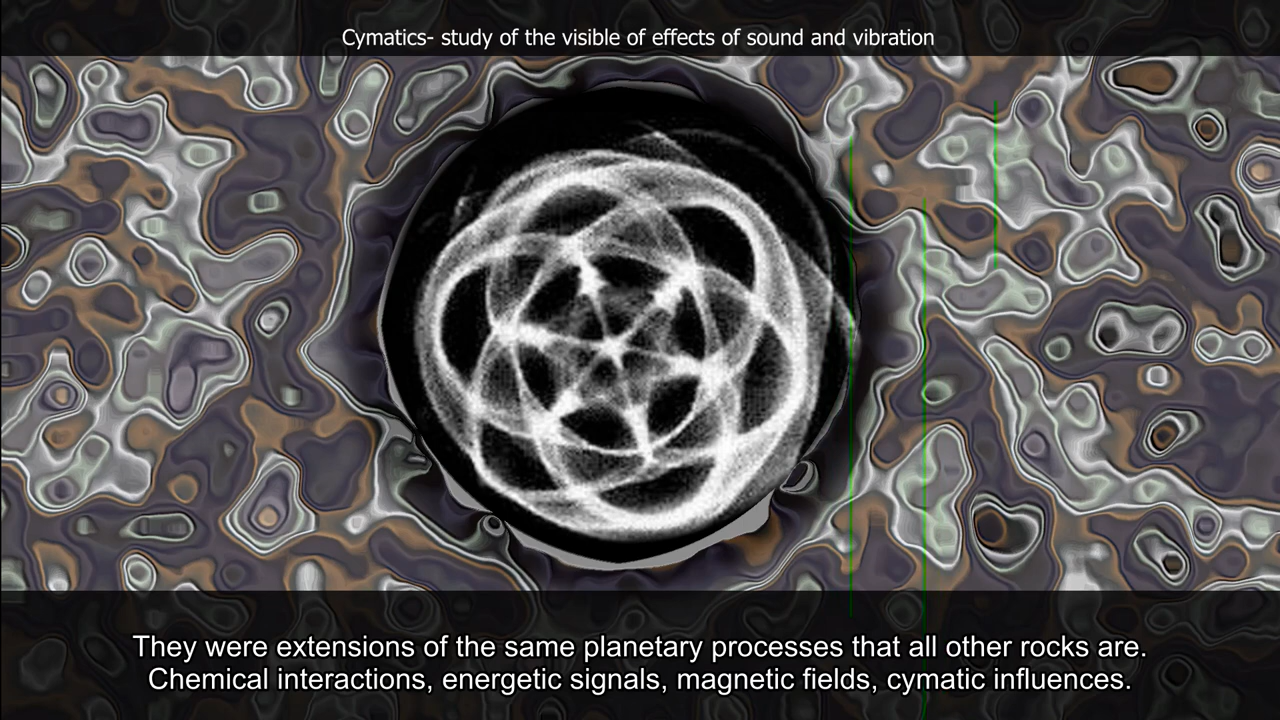 Cymatics- study of the visible of effects of sound and vibration
They were extensions of the same planetary processes that all other rocks are.
Chemical interactions, energetic signals, magnetic fields, cymatic influences.